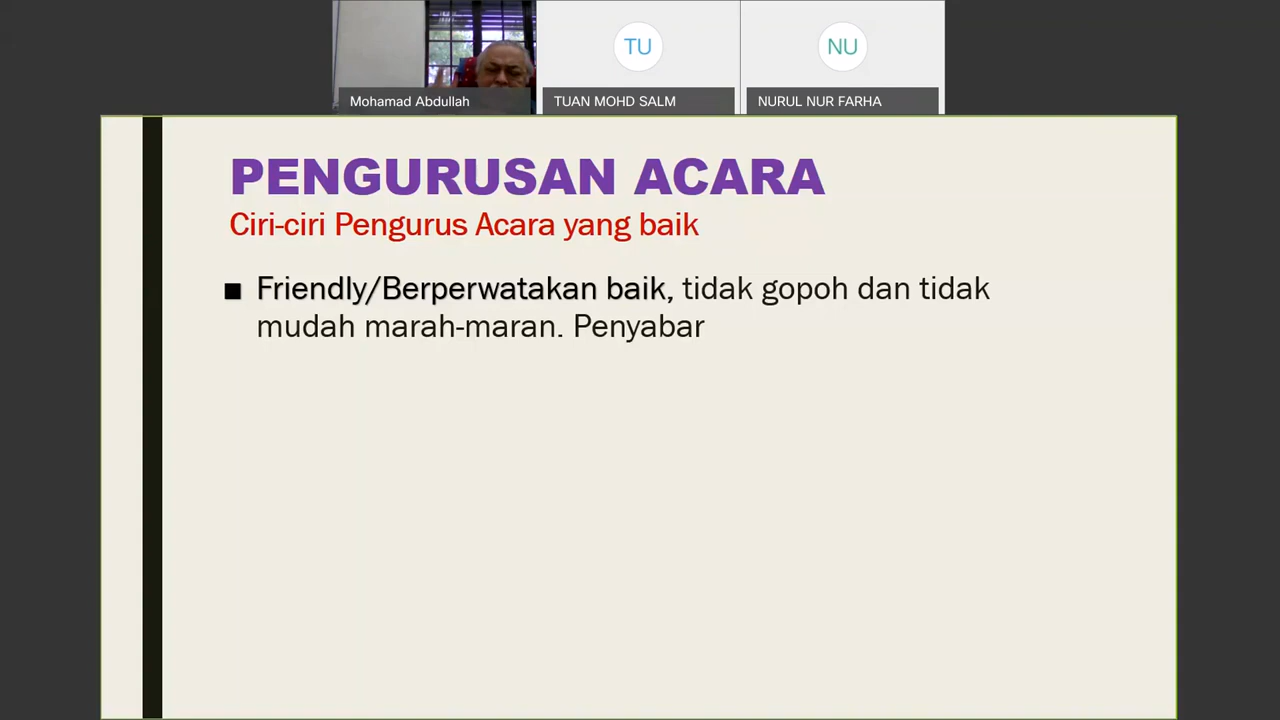 TU
NU
Mohamad Abdullah
TUAN MOHD SALM
NURUL NUR FARHA
PENGURUSAN ACARA
Ciri-ciri Pengurus Acara yang baik
■ Friendly/Berperwatakan baik, tidak gopoh dan tidak
mudah marah-maran. Penyabar